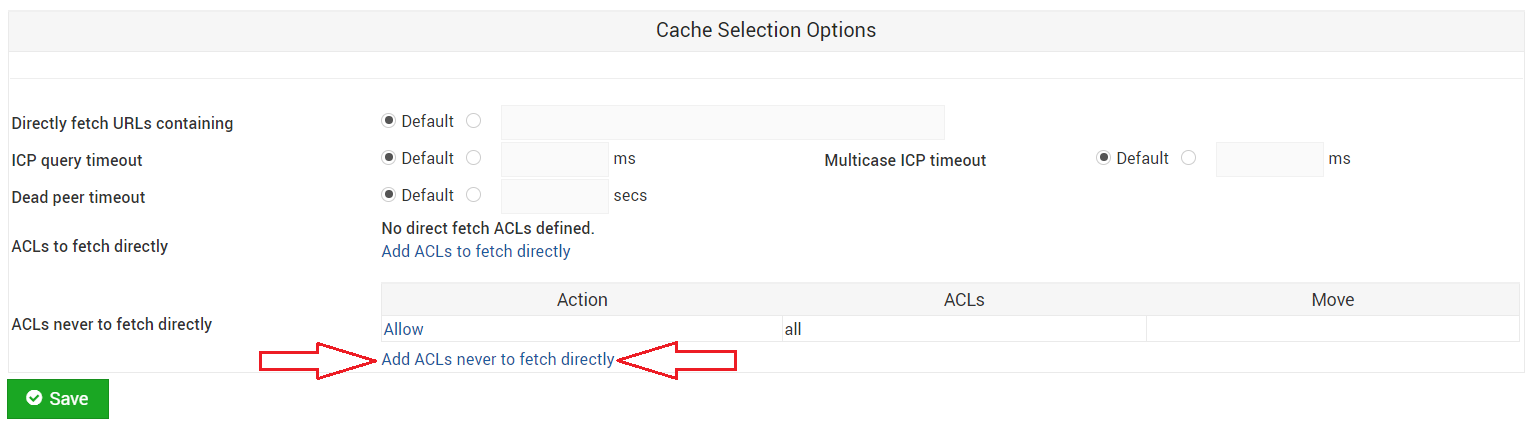 Cache Selection Options
Directly fetch URLs containing Default
ICP query timeout Default ms Multicase ICP timeout Default ms
Dead peer timeout Default secs
No direct fetch ACLs defined.
ACLs to fetch directly
Add ACLs to fetch directly
Action ACLs Move
ACLs never to fetch directly
Allow all
Add ACLs never to fetch directly
Save